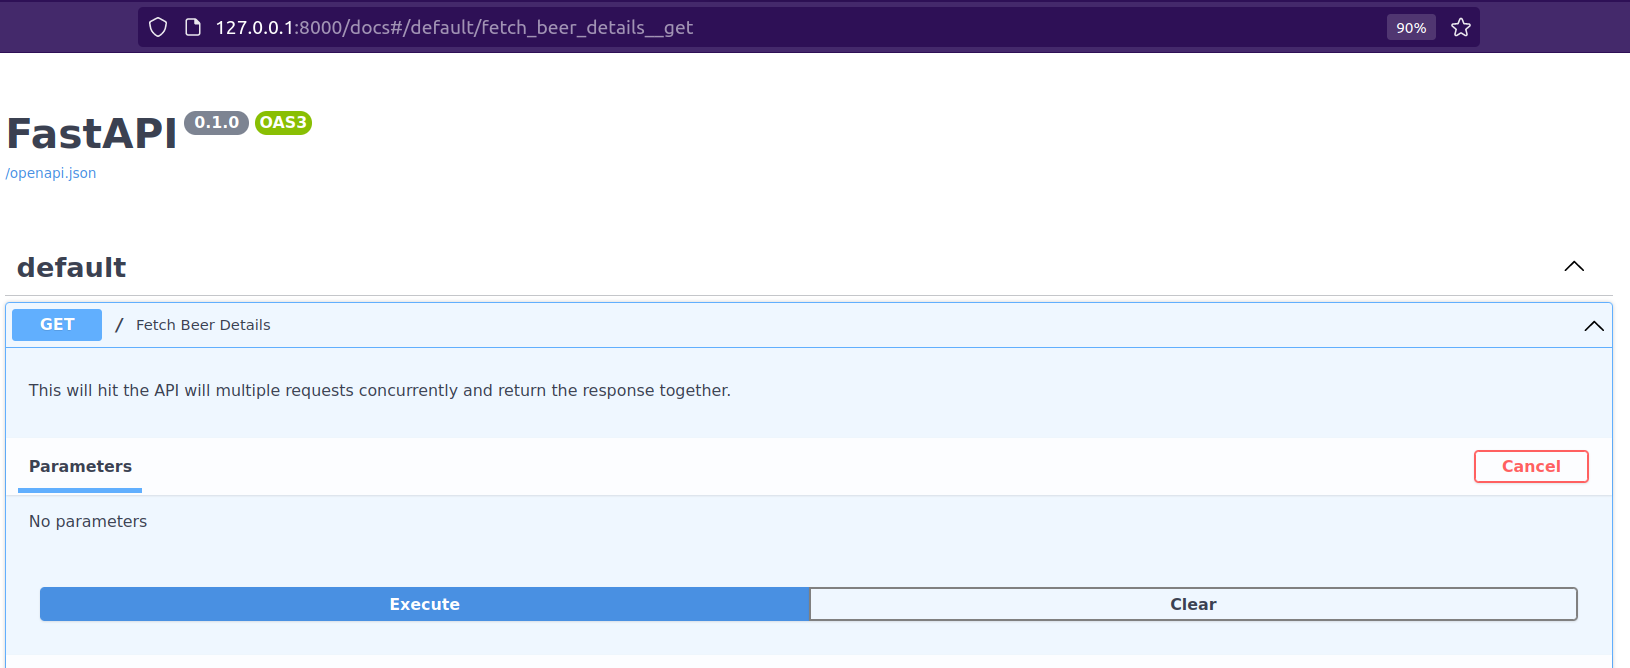 127.0.0.1:8000/docs#/default/fetch_beer_details__get 90%
FastAPI 0.1.0 OAS3
/openapi.json
default
GET / Fetch Beer Details
This will hit the API will multiple requests concurrently and return the response together.
Parameters Cancel
No parameters
Execute Clear